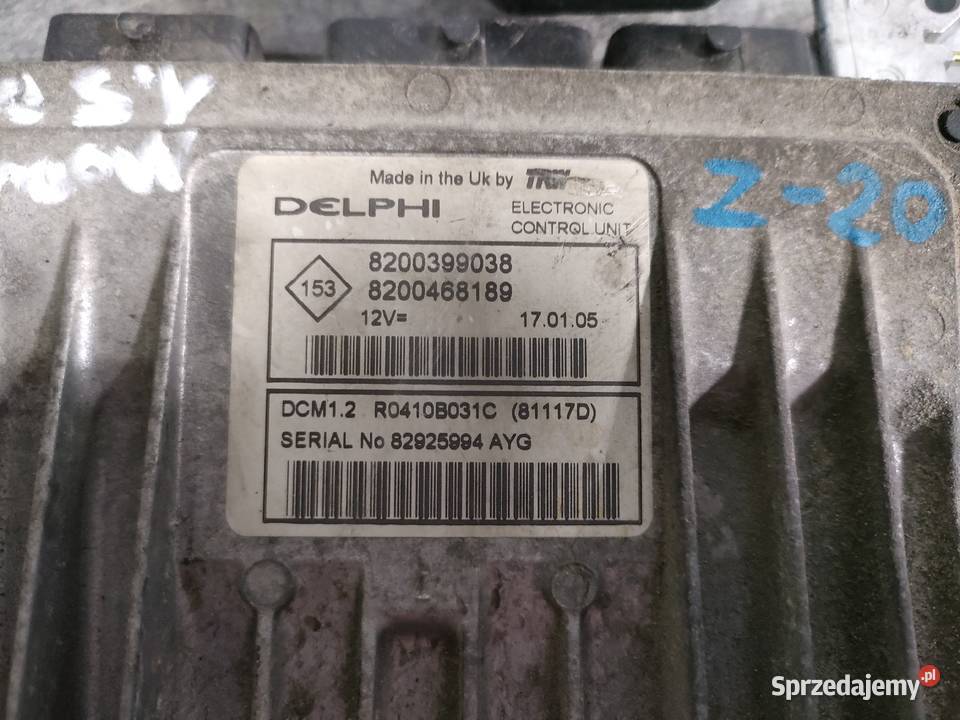 Made in the Uk by TRW
DELPHI
ELECTRONIC
CONTROL UNIT
Z-20
153
8200399038
8200468189
12V=
17.01.05
DCM1.2 R0410B031C (81117D)
SERIAL No 82925994 AYG
Sprzedajemy.pl